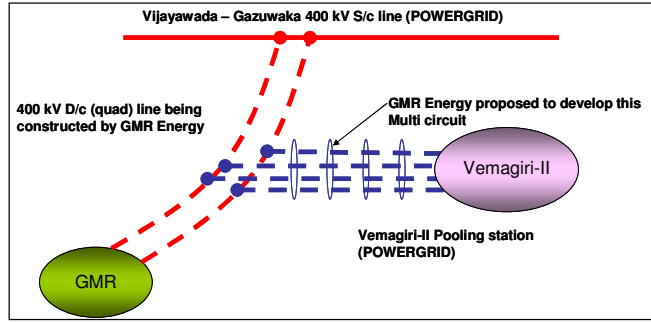 Vijayawada – Gazuwaka 400 kV S/c line (POWERGRID)
400 kV D/c (quad) line being
constructed by GMR Energy
GMR Energy proposed to develop this
Multi circuit
Vemagiri-II
Vemagiri-II Pooling station
(POWERGRID)
GMR